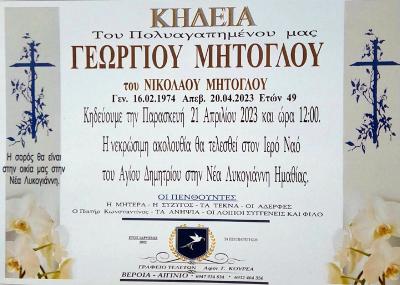 ΚΗΔΕΙΑ
Του Πολυαγαπημένου μας
ΓΕΩΡΓΙΟΥ ΜΗΤΟΓΛΟΥ
του ΝΙΚΟΛΑΟΥ ΜΗΤΟΓΛΟΥ
Γεν. 16.02.1974 Απεβ. 20.04.2023 Ετών 49
Κηδεύουμε την Παρασκευή 21 Απριλίου 2023 και ώρα 12:00.
Η νεκρώσιμη ακολουθία θα τελεσθεί στον Ιερό Ναό
του Αγίου Δημητρίου στην Νέα Λυκογιάννη Ημαθίας.
Η σορός θα είναι
στην οικία μας στην
Νέα Λυκογιάννη.
ΟΙ ΠΕΝΘΟΥΝΤΕΣ
Η ΜΗΤΕΡΑ - Η ΣΥΖΥΓΟΣ - ΤΑ ΤΕΚΝΑ - ΟΙ ΑΔΕΡΦΕΣ
Ο Πατήρ Κωνσταντίνος - ΤΑ ΑΝΗΨΙΑ - ΟΙ ΛΟΙΠΟΙ ΣΥΓΓΕΝΕΙΣ ΚΑΙ ΦΙΛΟΙ
ΓΡΑΦΕΙΟ ΤΕΛΕΤΩΝ Αφοι Γ. ΚΟΥΡΕΑ
ΒΕΡΟΙΑ - ΑΙΓΙΝΙΟ